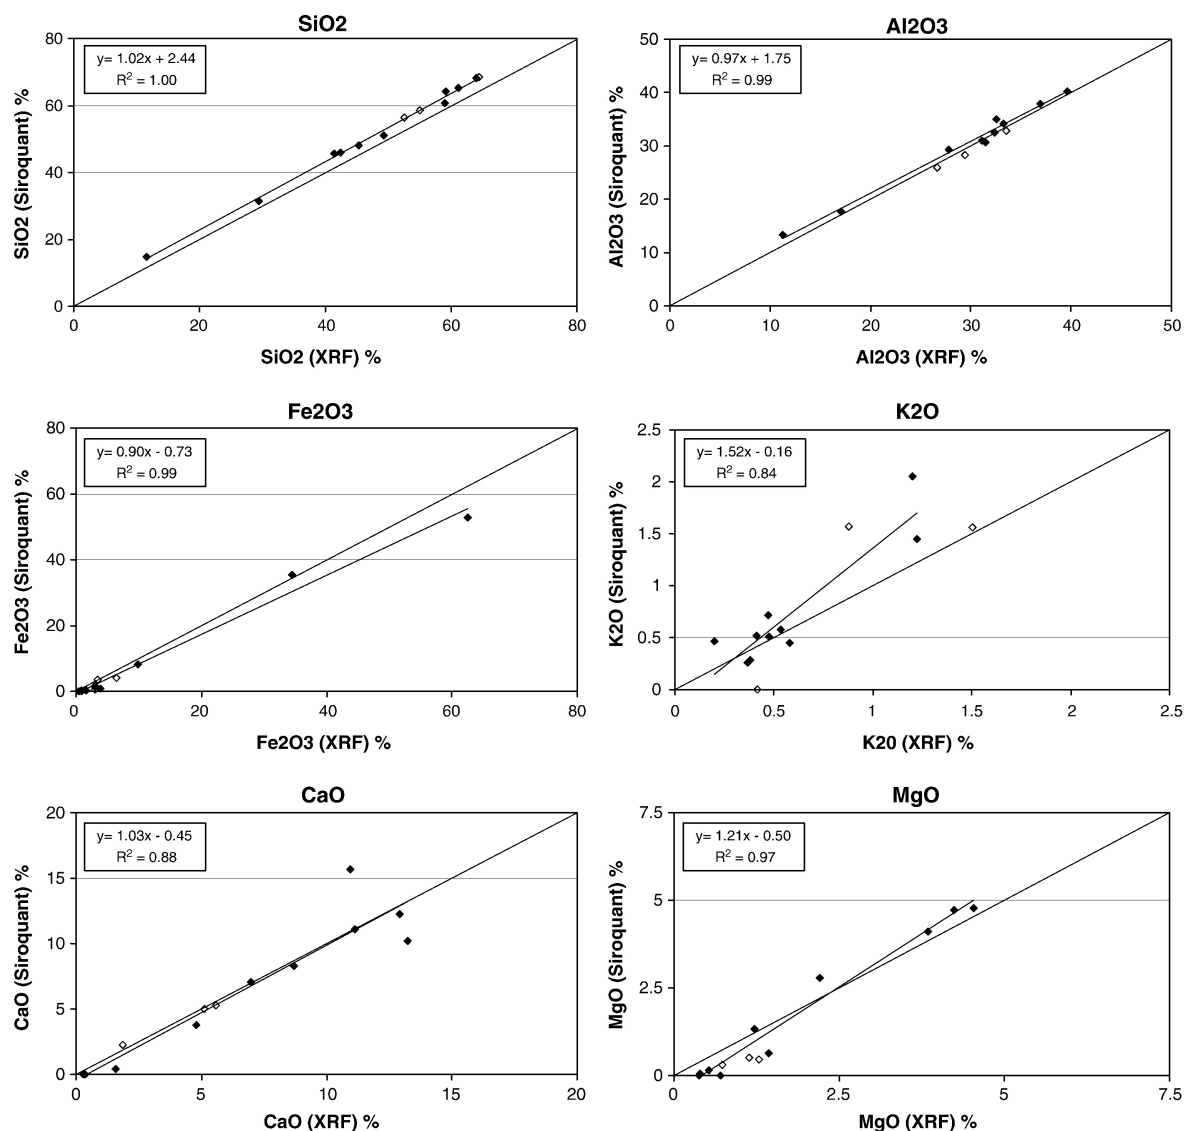 SiO2
y= 1.02x + 2.44
R2 = 1.00
SiO2 (Siroquant) %
80
60
40
20
0
0 20 40 60 80
SiO2 (XRF) %
Al2O3
y= 0.97x + 1.75
R2 = 0.99
Al2O3 (Siroquant) %
50
40
30
20
10
0
0 10 20 30 40 50
Al2O3 (XRF) %
Fe2O3
y= 0.90x - 0.73
R2 = 0.99
Fe2O3 (Siroquant) %
80
60
40
20
0
0 20 40 60 80
Fe2O3 (XRF) %
K2O
y= 1.52x - 0.16
R2 = 0.84
K2O (Siroquant) %
2.5
2
1.5
1
0.5
0
0 0.5 1 1.5 2 2.5
K20 (XRF) %
CaO
y= 1.03x - 0.45
R2 = 0.88
CaO (Siroquant) %
20
15
10
5
0
0 5 10 15 20
CaO (XRF) %
MgO
y= 1.21x - 0.50
R2 = 0.97
MgO (Siroquant) %
7.5
5
2.5
0
0 2.5 5 7.5
MgO (XRF) %